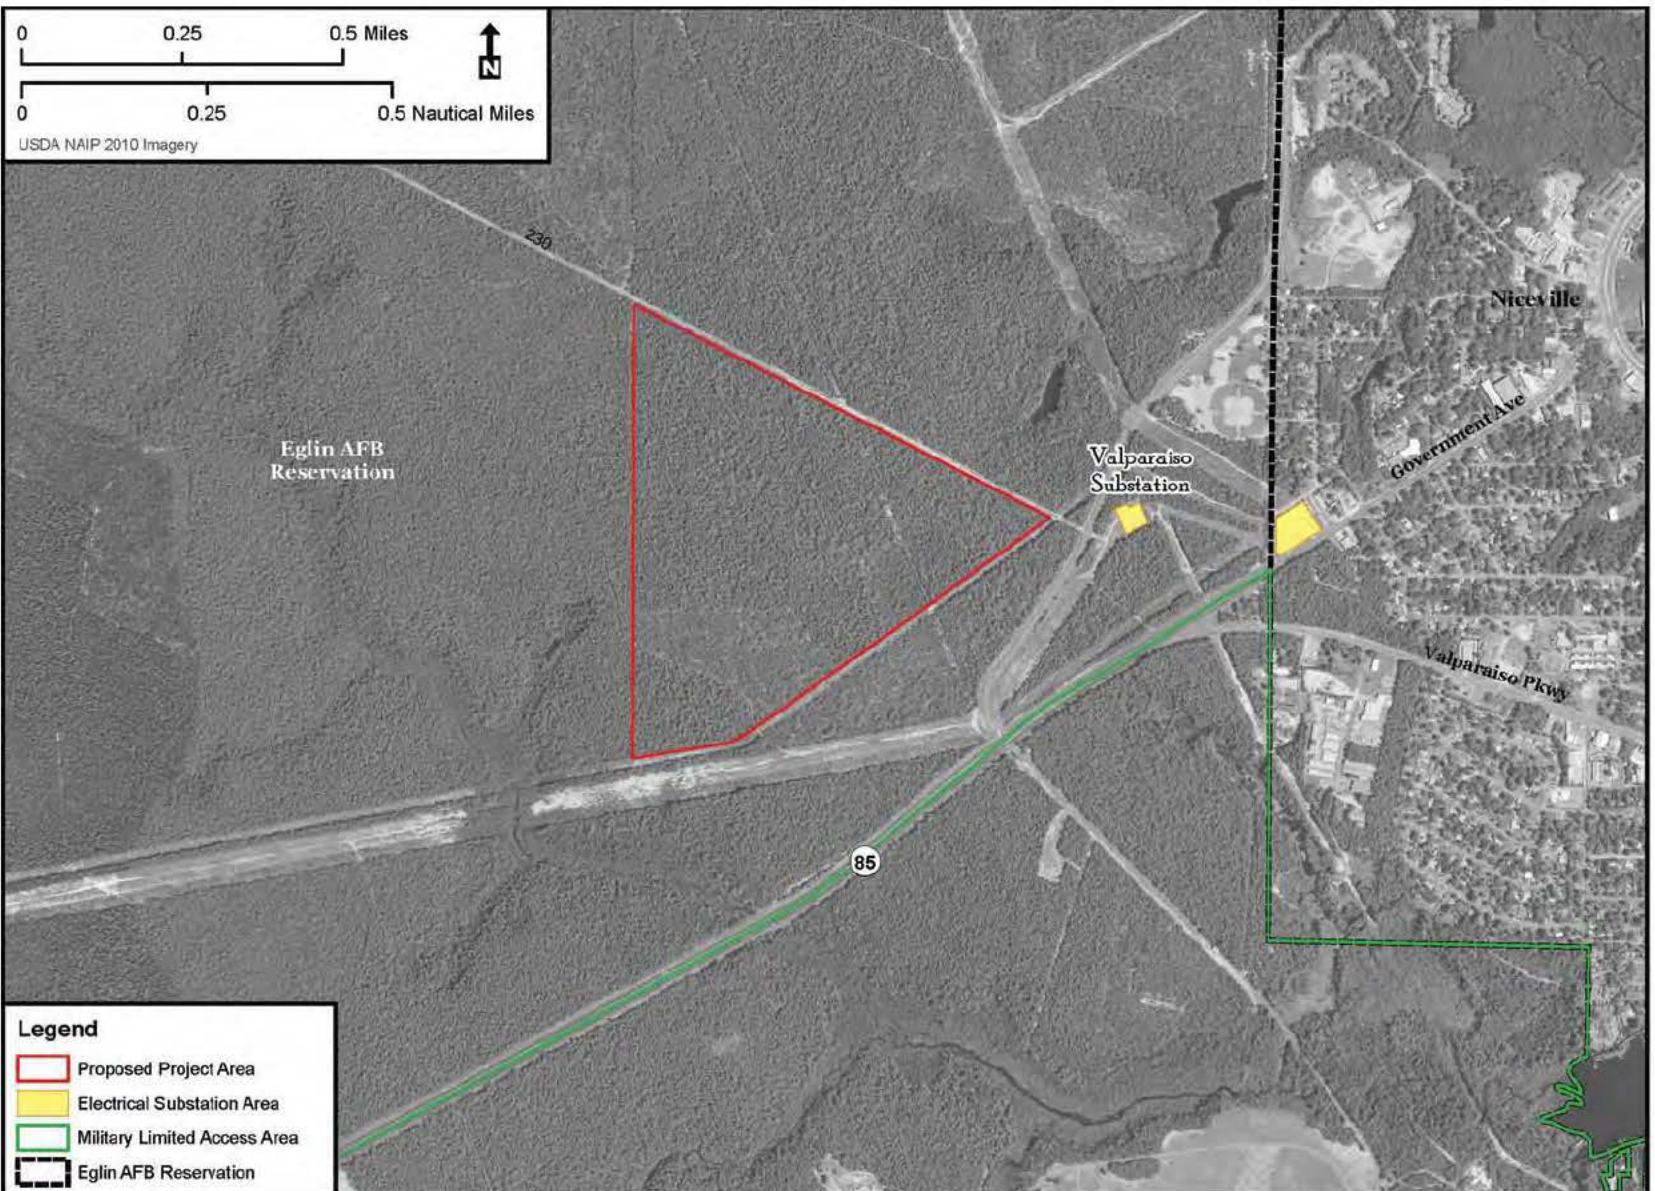 0 0.25 0.5 Miles
N
0 0.25 0.5 Nautical Miles
USDA NAIP 2010 Imagery
230
Niceville
Eglin AFB
Reservation
Government Ave
Valparaiso
Substation
Valparaiso Pkwy
85
Legend
Proposed Project Area
Electrical Substation Area
Military Limited Access Area
Eglin AFB Reservation